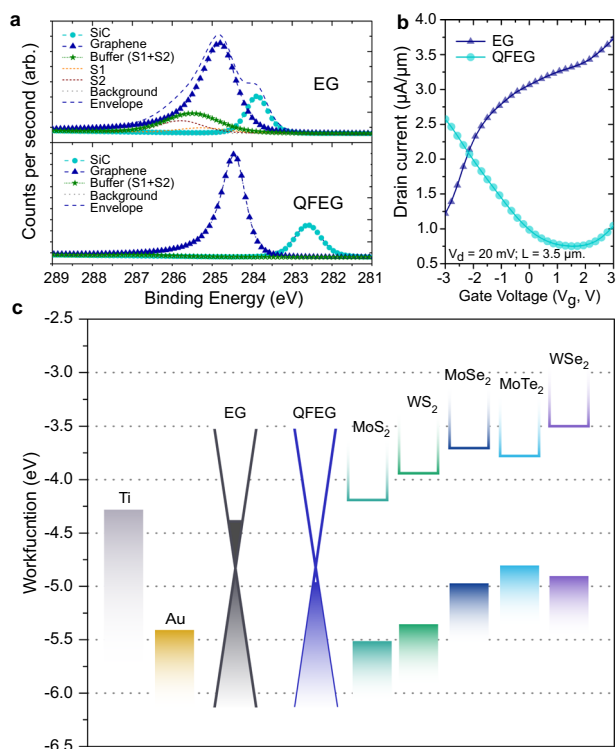 a
SiC
Graphene
Buffer (S1+S2)
S1
S2
Background
Envelope
EG
SiC
Graphene
Buffer (S1+S2)
Background
Envelope
QFEG
Counts per second (arb.)
289 288 287 286 285 284 283 282 281
Binding Energy (eV)
b
EG
QFEG
4.0
3.5
3.0
2.5
2.0
1.5
1.0
0.5
Drain current (µA/µm)
V_d = 20 mV; L = 3.5 µm.
-3 -2 -1 0 1 2 3
Gate Voltage (V_g, V)
c
-2.5
-3.0
-3.5
-4.0
-4.5
-5.0
-5.5
-6.0
-6.5
Workfucntion (eV)
Ti
Au
EG
QFEG
MoS₂
WS₂
MoSe₂
MoTe₂
WSe₂